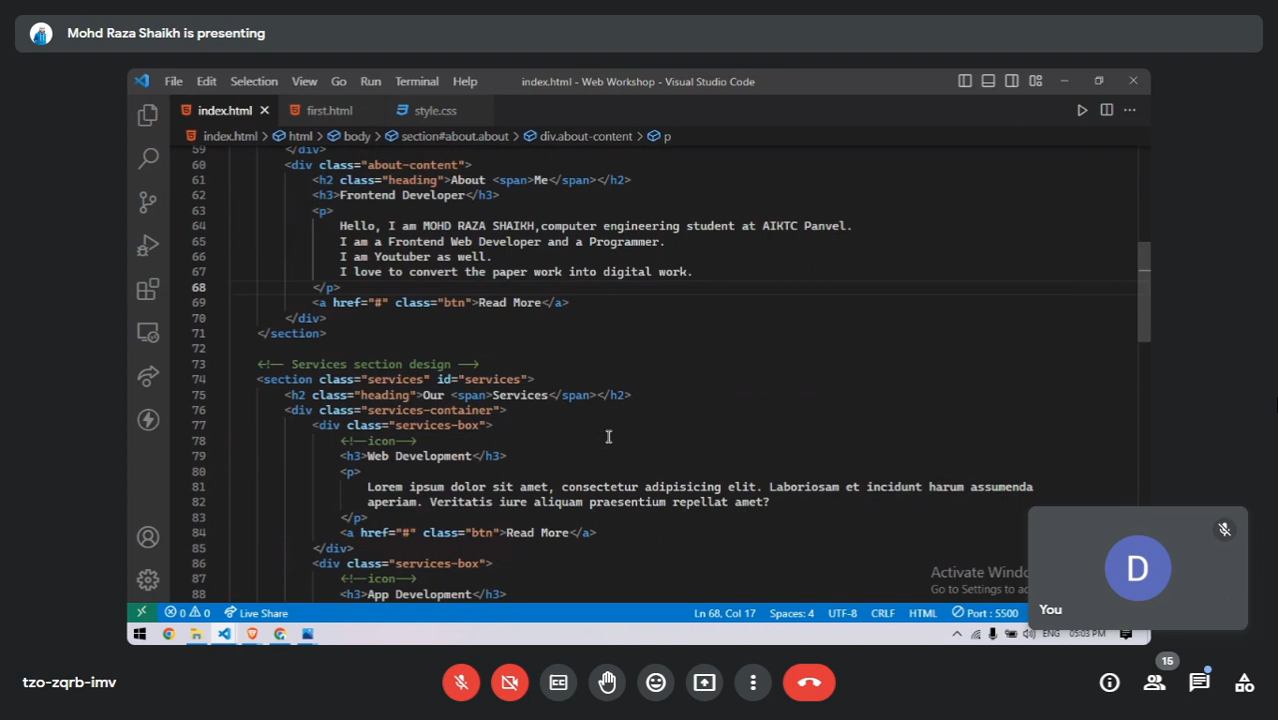 Mohd Raza Shaikh is presenting
File Edit Selection View Go Run Terminal Help index.html - Web Workshop - Visual Studio Code
index.html first.html style.css
index.html > html > body > section#about.about > div.about-content > p
59 </div>
60 <div class="about-content">
61 <h2 class="heading">About <span>Me</span></h2>
62 <h3>Frontend Developer</h3>
63 <p>
64 Hello, I am MOHD RAZA SHAIKH,computer engineering student at AIKTC Panvel.
65 I am a Frontend Web Developer and a Programmer.
66 I am Youtuber as well.
67 I love to convert the paper work into digital work.
68 </p>
69 <a href="#" class="btn">Read More</a>
70 </div>
71 </section>
72
73 <!-- Services section design -->
74 <section class="services" id="services">
75 <h2 class="heading">Our <span>Services</span></h2>
76 <div class="services-container">
77 <div class="services-box">
78 <!--icon-->
79 <h3>Web Development</h3>
80 <p>
81 Lorem ipsum dolor sit amet, consectetur adipisicing elit. Laboriosam et incidunt harum assumenda
82 aperiam. Veritatis iure aliquam praesentium repellat amet?
83 </p>
84 <a href="#" class="btn">Read More</a>
85 </div>
86 <div class="services-box">
87 <!--icon-->
88 <h3>App Development</h3>
Activate Windo
Go to Settings to ac
D
You
0 0 Live Share Ln 68, Col 17 Spaces: 4 UTF-8 CRLF HTML Port : 5500
ENG 05:03 PM
tzo-zqrb-imv
CC
15